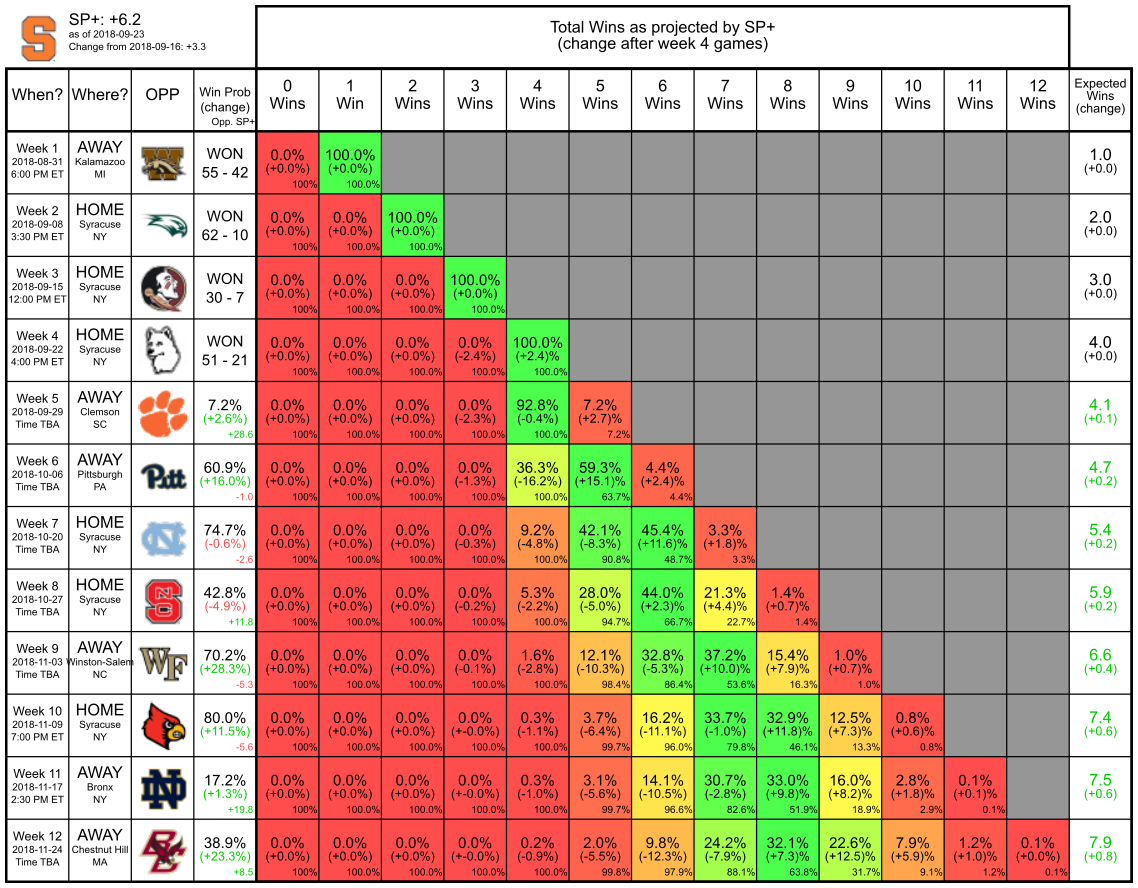 SP+: +6.2
as of 2018-09-23
Change from 2018-09-16: +3.3
Total Wins as projected by SP+
(change after week 4 games)
When? Where? OPP Win Prob (change) Opp. SP+ 0 Wins 1 Win 2 Wins 3 Wins 4 Wins 5 Wins 6 Wins 7 Wins 8 Wins 9 Wins 10 Wins 11 Wins 12 Wins Expected Wins (change)
Week 1 AWAY WON 0.0% 100.0% 1.0
2018-08-31 Kalamazoo W 55 - 42 (+0.0%) (+0.0%) (+0.0)
6:00 PM ET MI 100% 100.0%
Week 2 HOME WON 0.0% 0.0% 100.0% 2.0
2018-09-08 Syracuse 62 - 10 (+0.0%) (+0.0%) (+0.0%) (+0.0)
3:30 PM ET NY 100% 100.0% 100.0%
Week 3 HOME WON 0.0% 0.0% 0.0% 100.0% 3.0
2018-09-15 Syracuse 30 - 7 (+0.0%) (+0.0%) (+0.0%) (+0.0%) (+0.0)
12:00 PM ET NY 100% 100.0% 100.0% 100.0%
Week 4 HOME WON 0.0% 0.0% 0.0% 0.0% 100.0% 4.0
2018-09-22 Syracuse 51 - 21 (+0.0%) (+0.0%) (+0.0%) (-2.4%) (+2.4)% (+0.0)
4:00 PM ET NY 100% 100.0% 100.0% 100.0% 100.0%
Week 5 AWAY 7.2% 0.0% 0.0% 0.0% 0.0% 92.8% 7.2% 4.1
2018-09-29 Clemson (+2.6%) (+0.0%) (+0.0%) (+0.0%) (-2.3%) (-0.4%) (+2.7)% (+0.1)
Time TBA SC +28.6 100% 100.0% 100.0% 100.0% 100.0% 7.2%
Week 6 AWAY 60.9% 0.0% 0.0% 0.0% 0.0% 36.3% 59.3% 4.4% 4.7
2018-10-06 Pittsburgh Pitt (+16.0%) (+0.0%) (+0.0%) (+0.0%) (-1.3%) (-16.2%) (+15.1)% (+2.4)% (+0.2)
Time TBA PA -1.0 100% 100.0% 100.0% 100.0% 100.0% 63.7% 4.4%
Week 7 HOME 74.7% 0.0% 0.0% 0.0% 0.0% 9.2% 42.1% 45.4% 3.3% 5.4
2018-10-20 Syracuse NC (-0.6%) (+0.0%) (+0.0%) (+0.0%) (-0.3%) (-4.8%) (-8.3%) (+11.6)% (+1.8)% (+0.2)
Time TBA NY -2.6 100% 100.0% 100.0% 100.0% 100.0% 90.8% 48.7% 3.3%
Week 8 HOME 42.8% 0.0% 0.0% 0.0% 0.0% 5.3% 28.0% 44.0% 21.3% 1.4% 5.9
2018-10-27 Syracuse S (-4.9%) (+0.0%) (+0.0%) (+0.0%) (-0.2%) (-2.2%) (-5.0%) (+2.3)% (+4.4)% (+0.7)% (+0.2)
Time TBA NY +11.8 100% 100.0% 100.0% 100.0% 100.0% 94.7% 66.7% 22.7% 1.4%
Week 9 AWAY 70.2% 0.0% 0.0% 0.0% 0.0% 1.6% 12.1% 32.8% 37.2% 15.4% 1.0% 6.6
2018-11-03 Winston-Salem WF (+28.3%) (+0.0%) (+0.0%) (+0.0%) (-0.1%) (-2.8%) (-10.3%) (-5.3%) (+10.0)% (+7.9)% (+0.7)% (+0.4)
Time TBA NC -5.3 100% 100.0% 100.0% 100.0% 100.0% 98.4% 86.4% 53.6% 16.3% 1.0%
Week 10 HOME 80.0% 0.0% 0.0% 0.0% 0.0% 0.3% 3.7% 16.2% 33.7% 32.9% 12.5% 0.8% 7.4
2018-11-09 Syracuse (+11.5%) (+0.0%) (+0.0%) (+0.0%) (+-0.0%) (-1.1%) (-6.4%) (-11.1%) (-1.0%) (+11.8)% (+7.3)% (+0.6)% (+0.6)
7:00 PM ET NY -5.6 100% 100.0% 100.0% 100.0% 100.0% 99.7% 96.0% 79.8% 46.1% 13.3% 0.8%
Week 11 AWAY 17.2% 0.0% 0.0% 0.0% 0.0% 0.3% 3.1% 14.1% 30.7% 33.0% 16.0% 2.8% 0.1% 7.5
2018-11-17 Bronx ND (+1.3%) (+0.0%) (+0.0%) (+0.0%) (+-0.0%) (-1.0%) (-5.6%) (-10.5%) (-2.8%) (+9.8)% (+8.2)% (+1.8)% (+0.1)% (+0.6)
2:30 PM ET NY +19.8 100% 100.0% 100.0% 100.0% 100.0% 99.7% 96.6% 82.6% 51.9% 18.9% 2.9% 0.1%
Week 12 AWAY 38.9% 0.0% 0.0% 0.0% 0.0% 0.2% 2.0% 9.8% 24.2% 32.1% 22.6% 7.9% 1.2% 0.1% 7.9
2018-11-24 Chestnut Hill BC (+23.3%) (+0.0%) (+0.0%) (+0.0%) (+-0.0%) (-0.9%) (-5.5%) (-12.3%) (-7.9%) (+7.3)% (+12.5)% (+5.9)% (+1.0)% (+0.0)% (+0.8)
Time TBA MA +8.5 100% 100.0% 100.0% 100.0% 100.0% 99.8% 97.9% 88.1% 63.8% 31.7% 9.1% 1.2% 0.1%